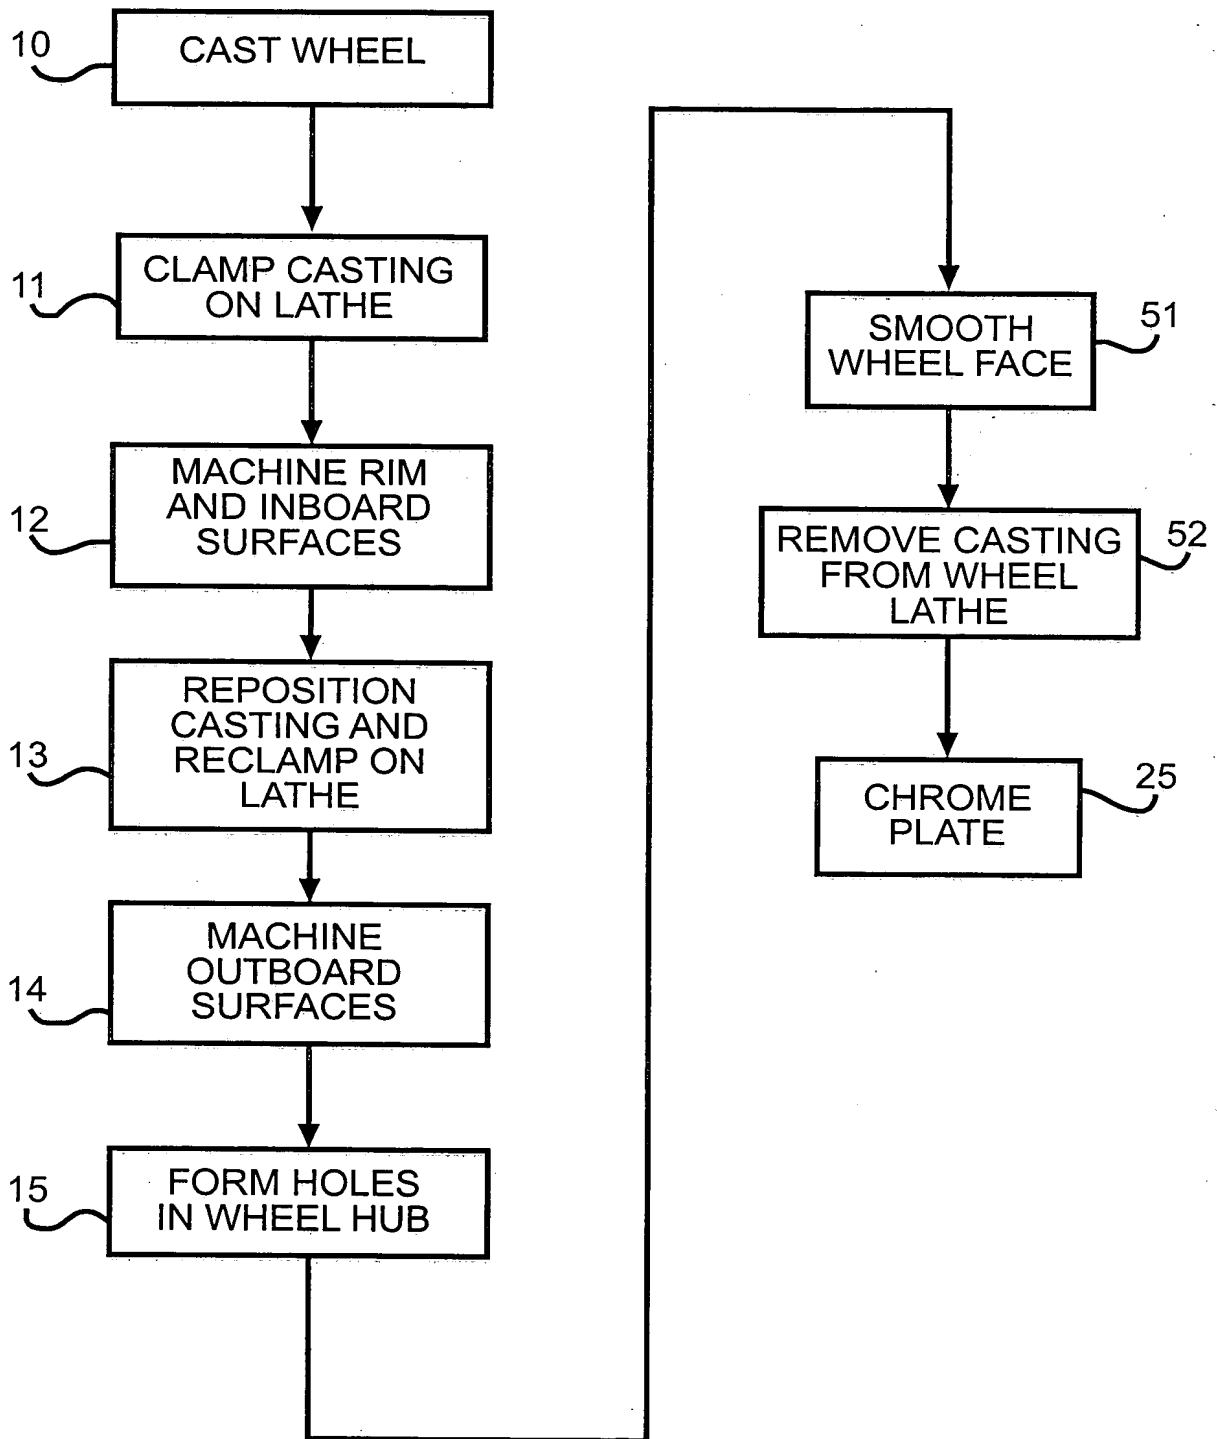 10
CAST WHEEL
11
CLAMP CASTING
ON LATHE
12
MACHINE RIM
AND INBOARD
SURFACES
13
REPOSITION
CASTING AND
RECLAMP ON
LATHE
14
MACHINE
OUTBOARD
SURFACES
15
FORM HOLES
IN WHEEL HUB
51
SMOOTH
WHEEL FACE
52
REMOVE CASTING
FROM WHEEL
LATHE
25
CHROME
PLATE